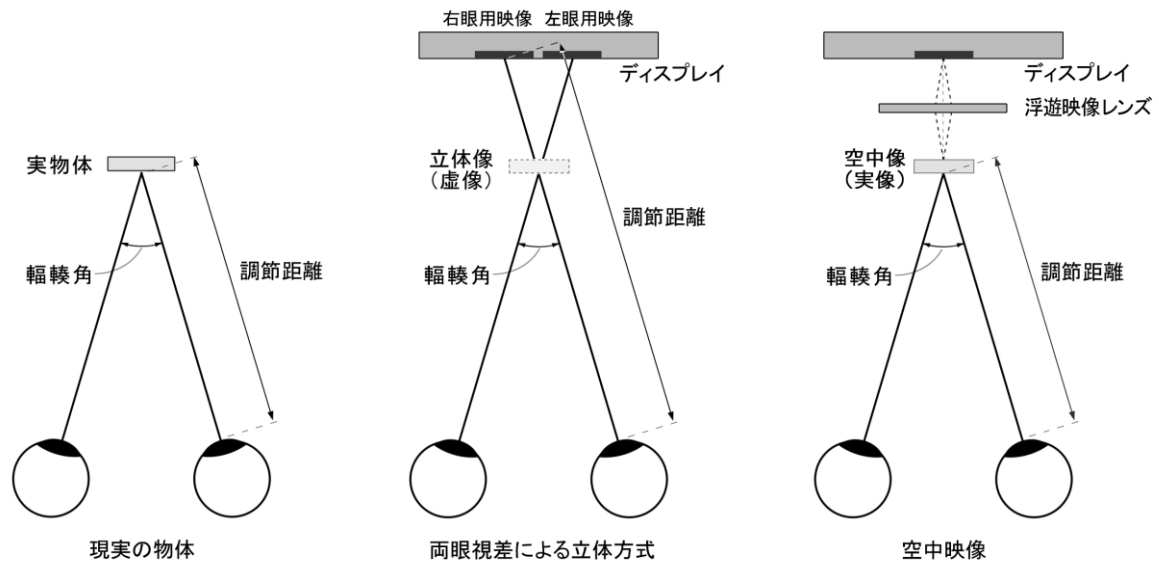 実物体
輻輳角
調節距離
現実の物体
右眼用映像 左眼用映像
ディスプレイ
立体像
(虚像)
調節距離
輻輳角
両眼視差による立体方式
ディスプレイ
浮遊映像レンズ
空中像
(実像)
輻輳角
調節距離
空中映像